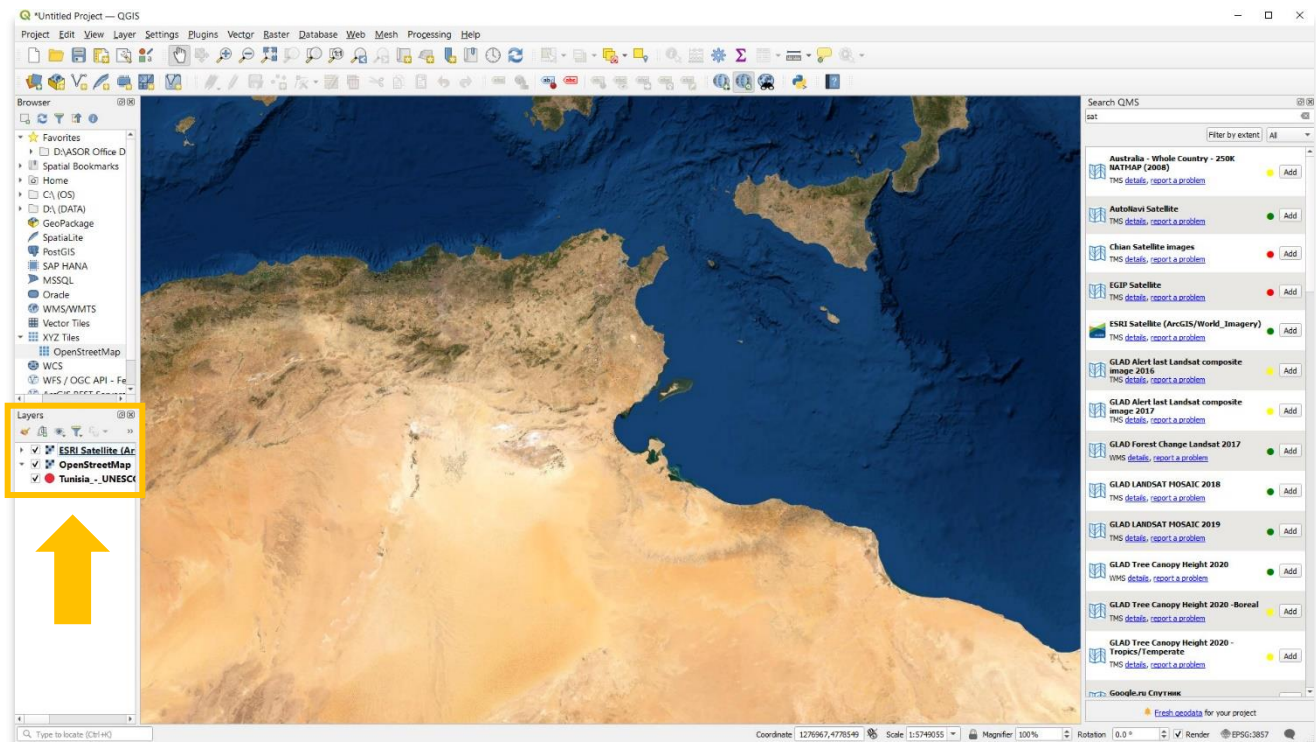 *Untitled Project — QGIS
Project Edit View Layer Settings Plugins Vector Raster Database Web Mesh Processing Help
Browser
Favorites
D:\ASOR Office D
Spatial Bookmarks
Home
C:\ (OS)
D:\ (DATA)
GeoPackage
SpatiaLite
PostGIS
SAP HANA
MSSQL
Oracle
WMS/WMTS
Vector Tiles
XYZ Tiles
OpenStreetMap
WCS
WFS / OGC API - Fe
Layers
ESRI Satellite (Ar
OpenStreetMap
Tunisia_-_UNESCO
Search QMS
sat
Filter by extent All
Australia - Whole Country - 250K
NATMAP (2008)
TMS details, report a problem
Add
AutoNavi Satellite
TMS details, report a problem
Add
Chian Satellite images
TMS details, report a problem
Add
EGIP Satellite
TMS details, report a problem
Add
ESRI Satellite (ArcGIS/World_Imagery)
TMS details, report a problem
Add
GLAD Alert last Landsat composite
image 2016
TMS details, report a problem
Add
GLAD Alert last Landsat composite
image 2017
TMS details, report a problem
Add
GLAD Forest Change Landsat 2017
WMS details, report a problem
Add
GLAD LANDSAT MOSAIC 2018
TMS details, report a problem
Add
GLAD LANDSAT MOSAIC 2019
TMS details, report a problem
Add
GLAD Tree Canopy Height 2020
WMS details, report a problem
Add
GLAD Tree Canopy Height 2020 -Boreal
TMS details, report a problem
Add
GLAD Tree Canopy Height 2020 -
Tropics/Temperate
TMS details, report a problem
Add
Google.ru Спутник
Fresh geodata for your project
Type to locate (Ctrl+K)
Coordinate 1276967,4778549 Scale 1:5749055 Magnifier 100% Rotation 0.0 ° Render EPSG:3857